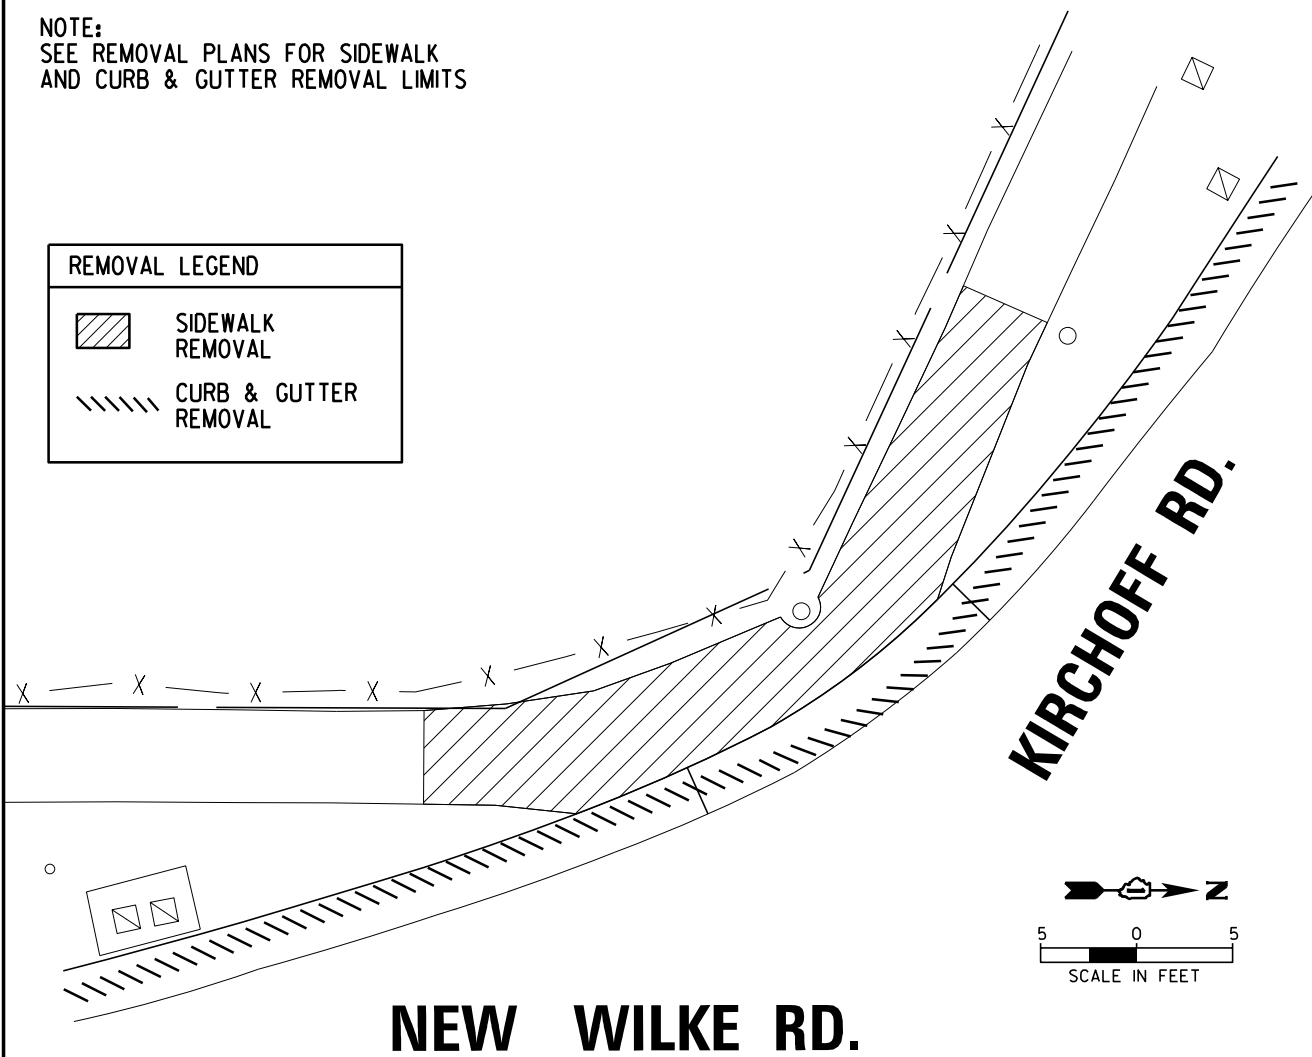 NOTE:
SEE REMOVAL PLANS FOR SIDEWALK
AND CURB & GUTTER REMOVAL LIMITS
REMOVAL LEGEND
SIDEWALK
REMOVAL
CURB & GUTTER
REMOVAL
KIRCHOFF RD.
N
5 0 5
SCALE IN FEET
NEW WILKE RD.